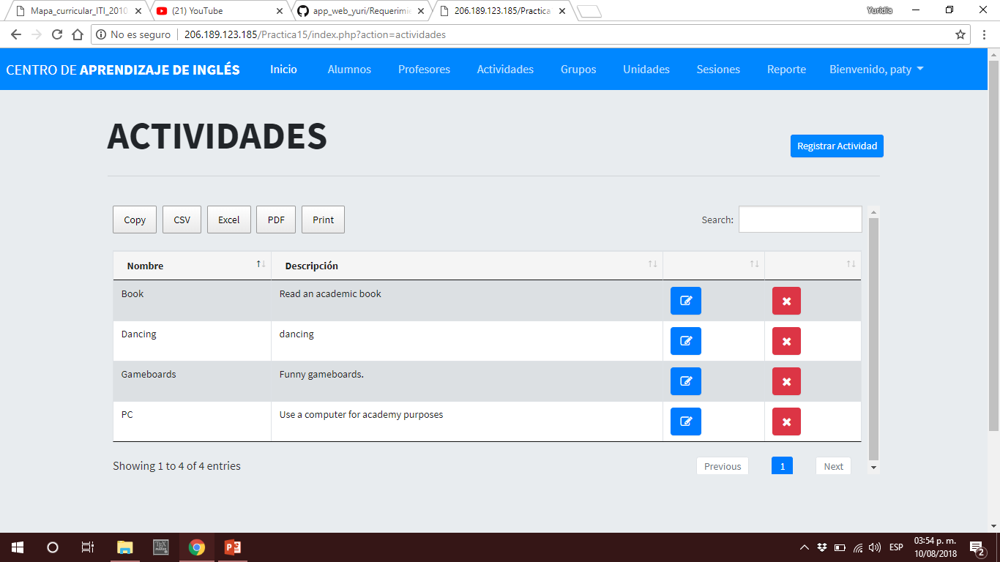 Mapa_curricular_ITI_2010
(21) YouTube
app_web_yuri/Requerimie
206.189.123.185/Practica
Yuridia
No es seguro
206.189.123.185/Practica15/index.php?action=actividades
CENTRO DE APRENDIZAJE DE INGLÉS
Inicio
Alumnos
Profesores
Actividades
Grupos
Unidades
Sesiones
Reporte
Bienvenido, paty
ACTIVIDADES
Registrar Actividad
Copy
CSV
Excel
PDF
Print
Search:
Nombre
Descripción
Book
Read an academic book
Dancing
dancing
Gameboards
Funny gameboards.
PC
Use a computer for academy purposes
Showing 1 to 4 of 4 entries
Previous
1
Next
ESP
03:54 p. m.
10/08/2018
2